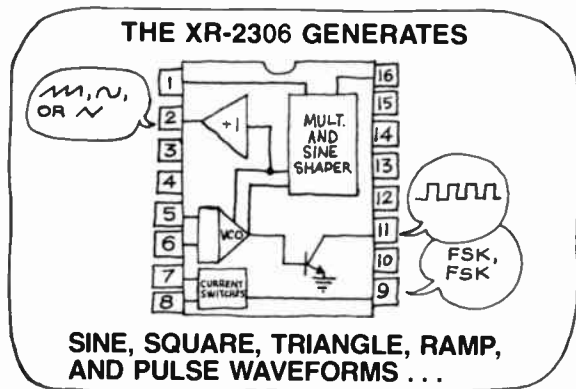 THE XR-2306 GENERATES
1
2
3
4
5
6
7
8
16
15
14
13
12
11
10
9
OR
+1
MULT.
AND
SINE
SHAPER
VCO
CURRENT
SWITCHES
FSK,
FSK
SINE, SQUARE, TRIANGLE, RAMP,
AND PULSE WAVEFORMS . . .